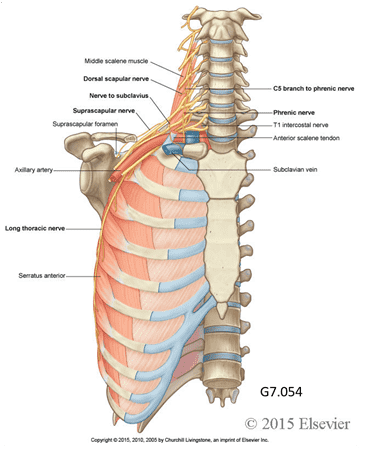 Middle scalene muscle
Dorsal scapular nerve
Nerve to subclavius
Suprascapular nerve
Suprascapular foramen
Axillary artery
Long thoracic nerve
Serratus anterior
C5 branch to phrenic nerve
Phrenic nerve
T1 intercostal nerve
Anterior scalene tendon
Subclavian vein
G7.054
© 2015 Elsevier
Copyright © 2015, 2010, 2005 by Churchill Livingstone, an imprint of Elsevier Inc.